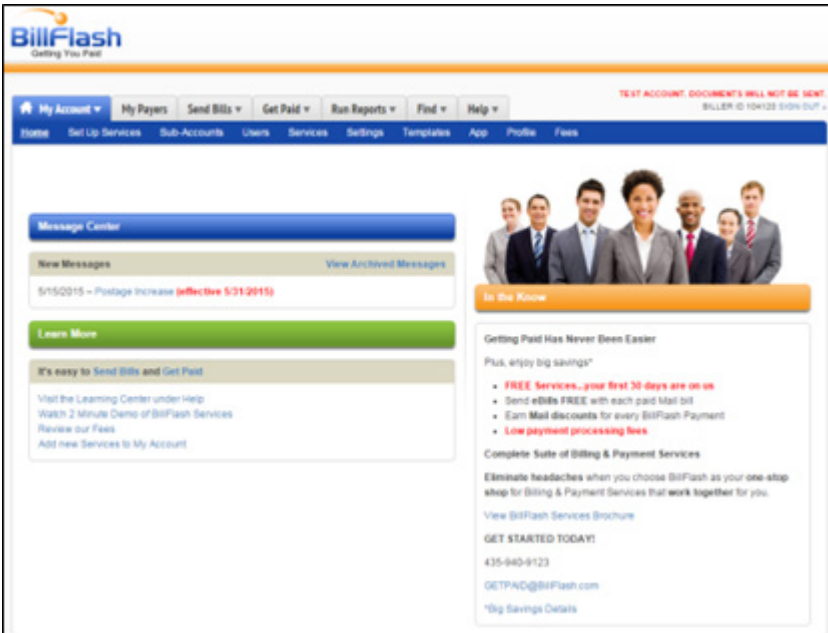 BillFlash
Getting You Paid
TEST ACCOUNT. DOCUMENTS WILL NOT BE SENT.
BILLER ID 104120 SIGN OUT »
My Account ▾ My Payers Send Bills ▾ Get Paid ▾ Run Reports ▾ Find ▾ Help ▾
Home Set Up Services Sub-Accounts Users Services Settings Templates App Profile Fees
Message Center
New Messages View Archived Messages
5/15/2015 – Postage Increase (effective 5/31/2015)
Learn More
It's easy to Send Bills and Get Paid
Visit the Learning Center under Help
Watch 2 Minute Demo of BillFlash Services
Review our Fees
Add new Services to My Account
In the Know
Getting Paid Has Never Been Easier
Plus, enjoy big savings*
• FREE Services...your first 30 days are on us
• Send eBills FREE with each paid Mail bill
• Earn Mail discounts for every BillFlash Payment
• Low payment processing fees
Complete Suite of Billing & Payment Services
Eliminate headaches when you choose BillFlash as your one-stop
shop for Billing & Payment Services that work together for you.
View BillFlash Services Brochure
GET STARTED TODAY!
435-940-9123
GETPAID@BillFlash.com
*Big Savings Details